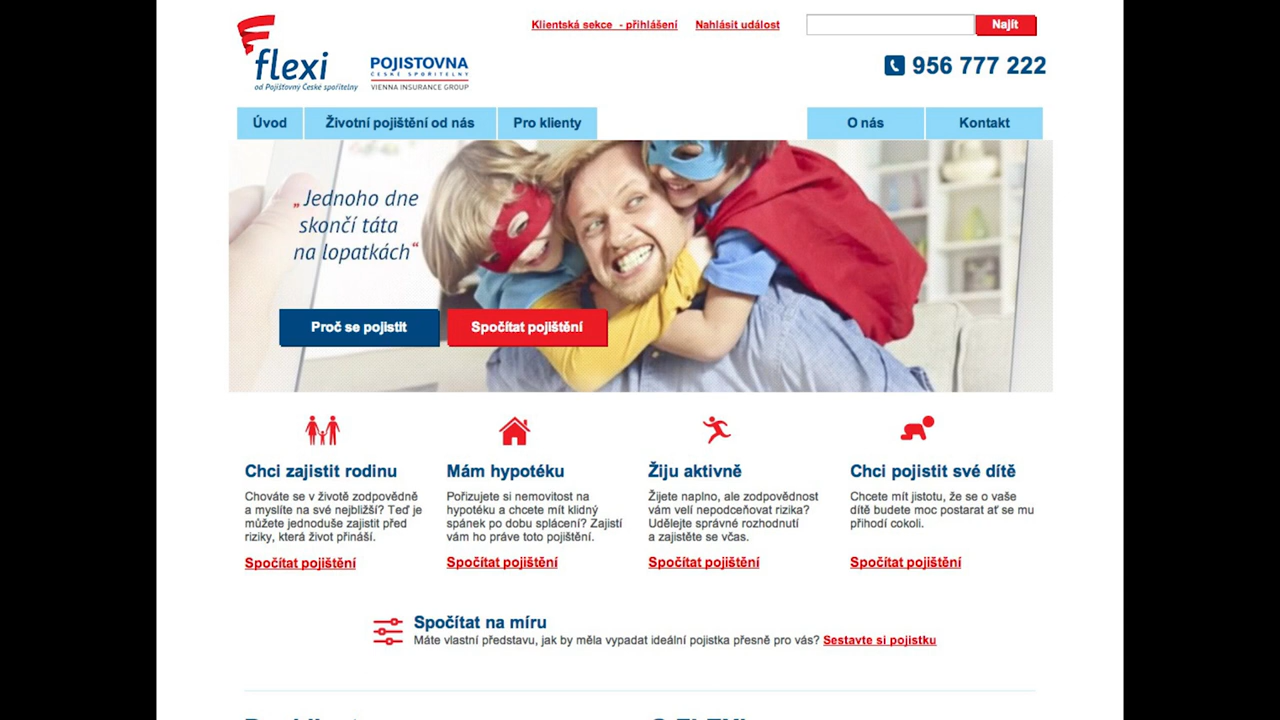 Klientská sekce - přihlášení
Nahlásit událost
Najít
flexi
od Pojišťovny České spořitelny
POJISTOVNA
ČESKÉ SPOŘITELNY
VIENNA INSURANCE GROUP
956 777 222
Úvod
Životní pojištění od nás
Pro klienty
O nás
Kontakt
„Jednoho dne
skončí táta
na lopatkách“
Proč se pojistit
Spočítat pojištění
Chci zajistit rodinu
Chováte se v životě zodpovědně
a myslíte na své nejbližší? Teď je
můžete jednoduše zajistit před
riziky, která život přináší.
Spočítat pojištění
Mám hypotéku
Pořizujete si nemovitost na
hypotéku a chcete mít klidný
spánek po dobu splácení? Zajistí
vám ho práve toto pojištění.
Spočítat pojištění
Žiju aktivně
Žijete naplno, ale zodpovědnost
vám velí nepodceňovat rizika?
Udělejte správné rozhodnutí
a zajistěte se včas.
Spočítat pojištění
Chci pojistit své dítě
Chcete mít jistotu, že se o vaše
dítě budete moc postarat ať se mu
přihodí cokoli.
Spočítat pojištění
Spočítat na míru
Máte vlastní představu, jak by měla vypadat ideální pojistka přesně pro vás? Sestavte si pojistku